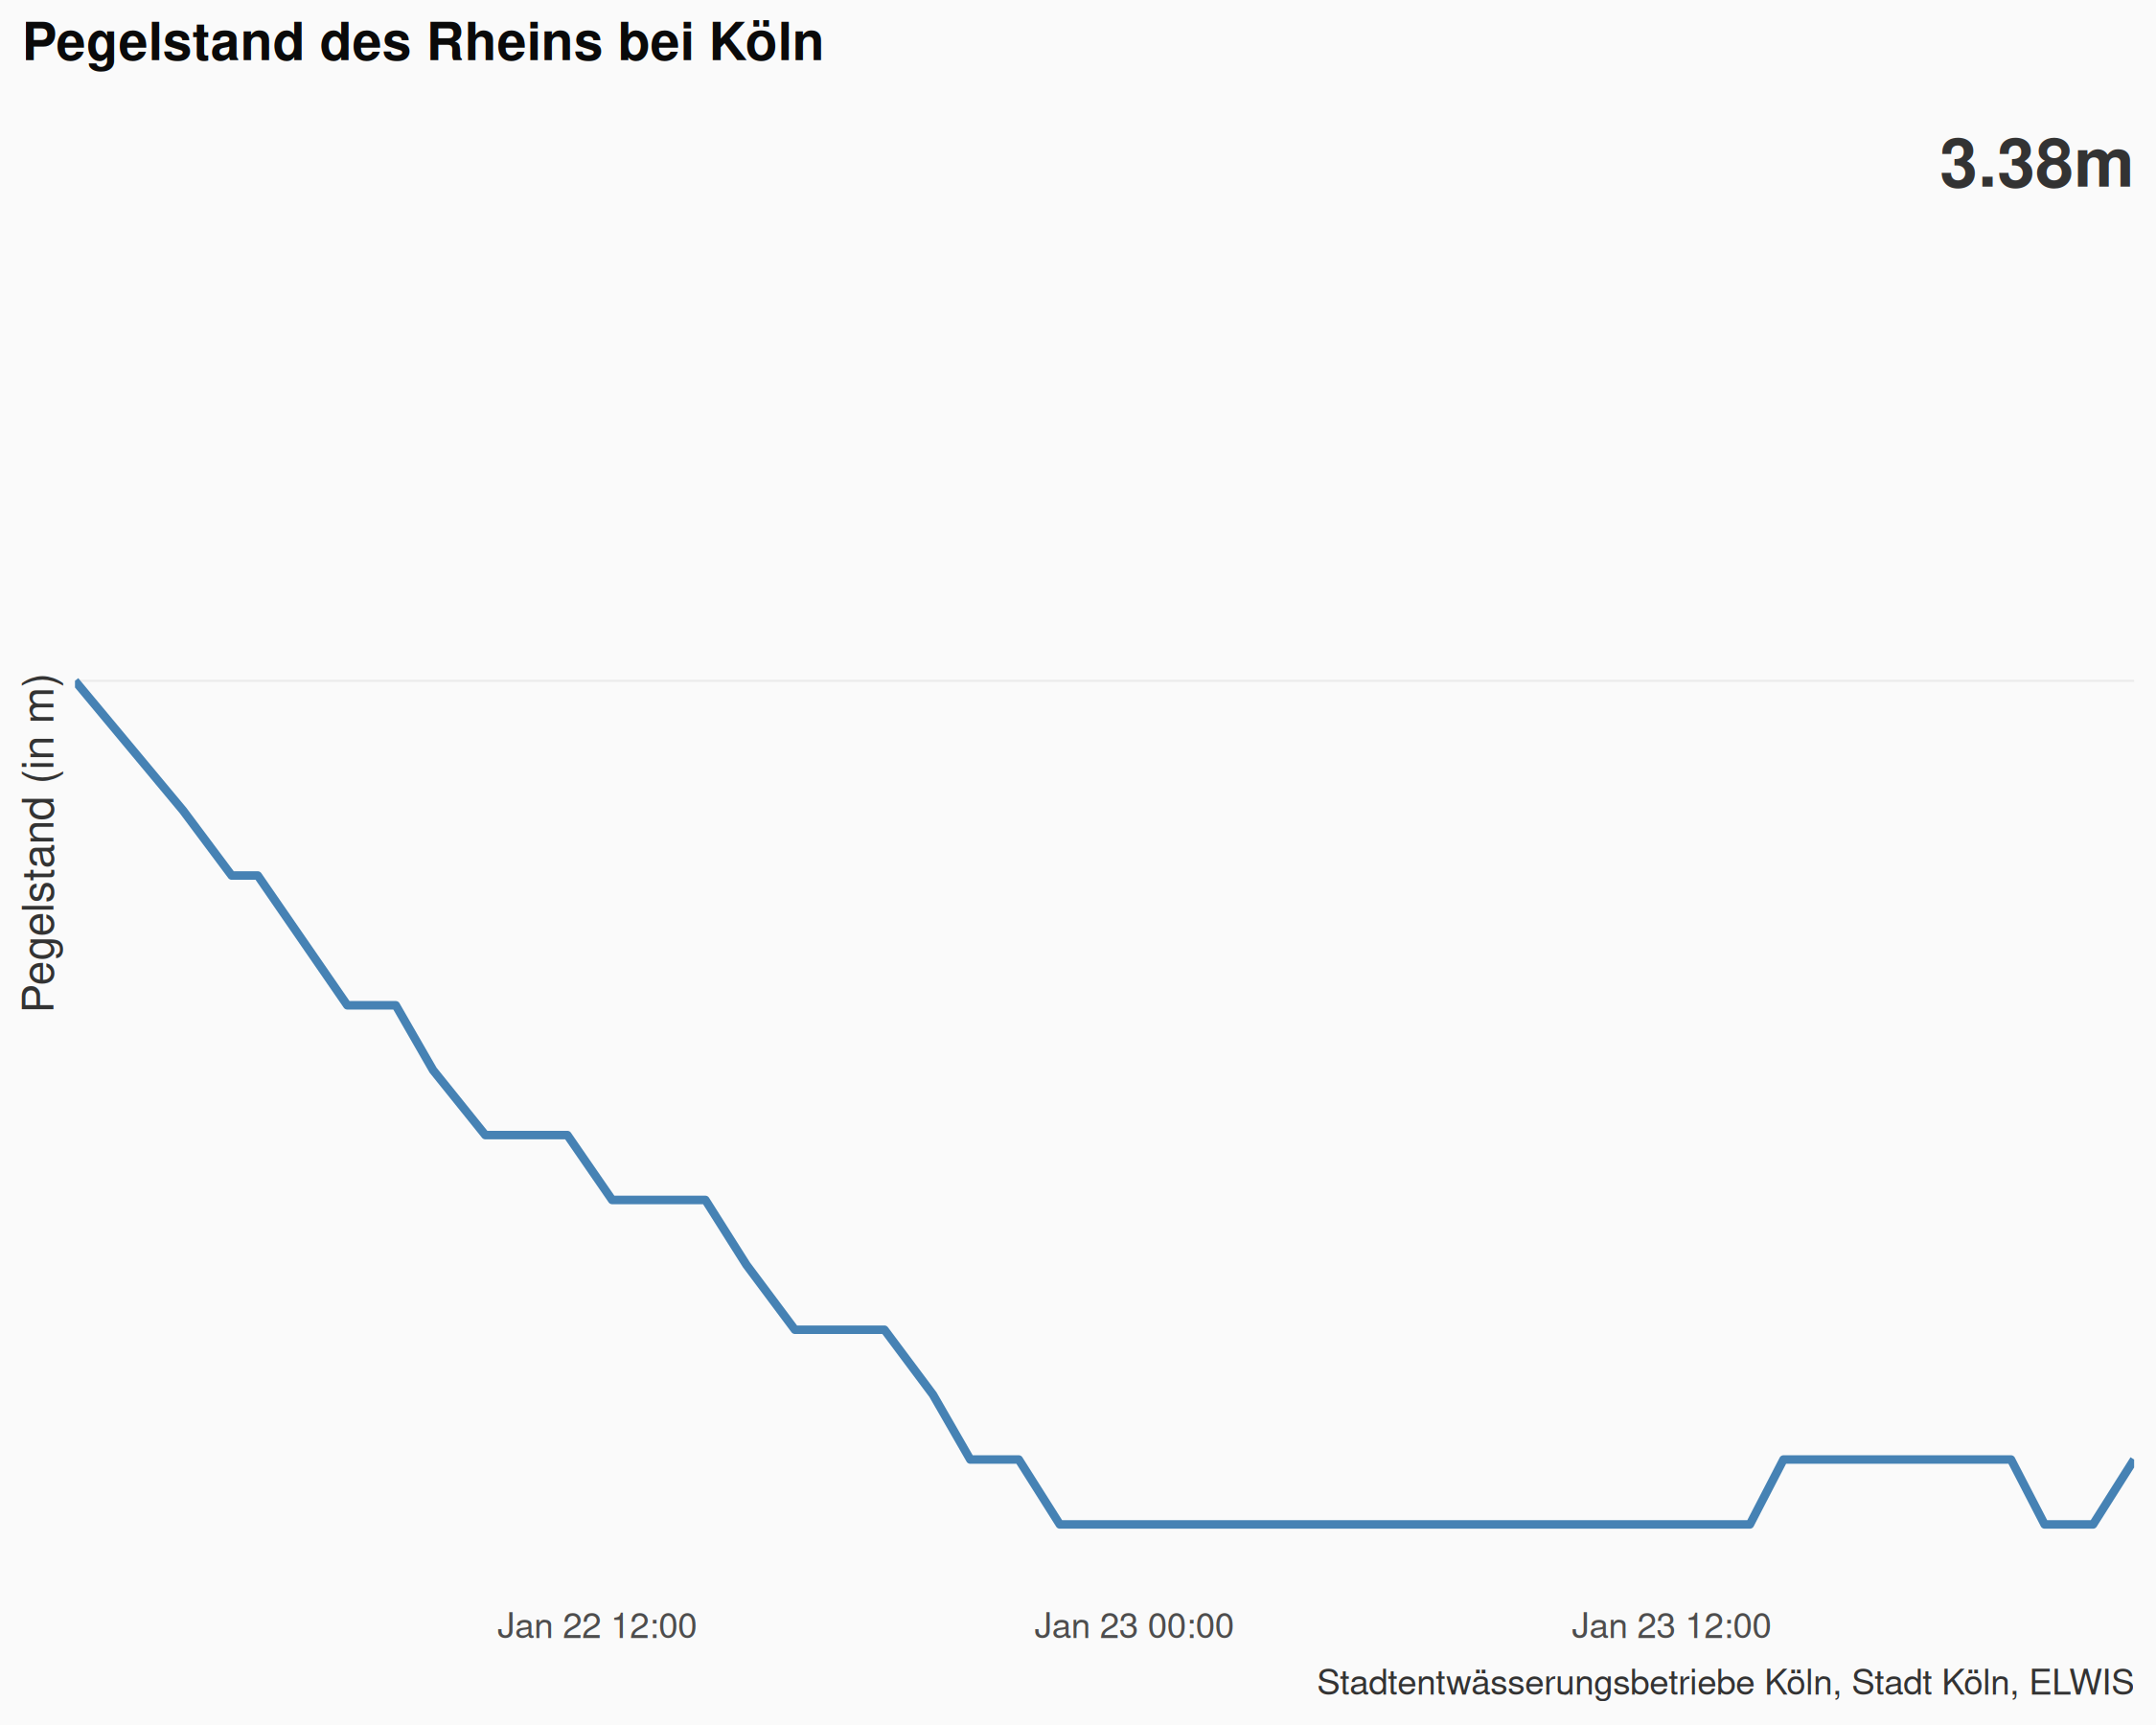 Pegelstand des Rheins bei Köln
3.38m
Pegelstand (in m)
Jan 22 12:00
Jan 23 00:00
Jan 23 12:00
Stadtentwässerungsbetriebe Köln, Stadt Köln, ELWIS